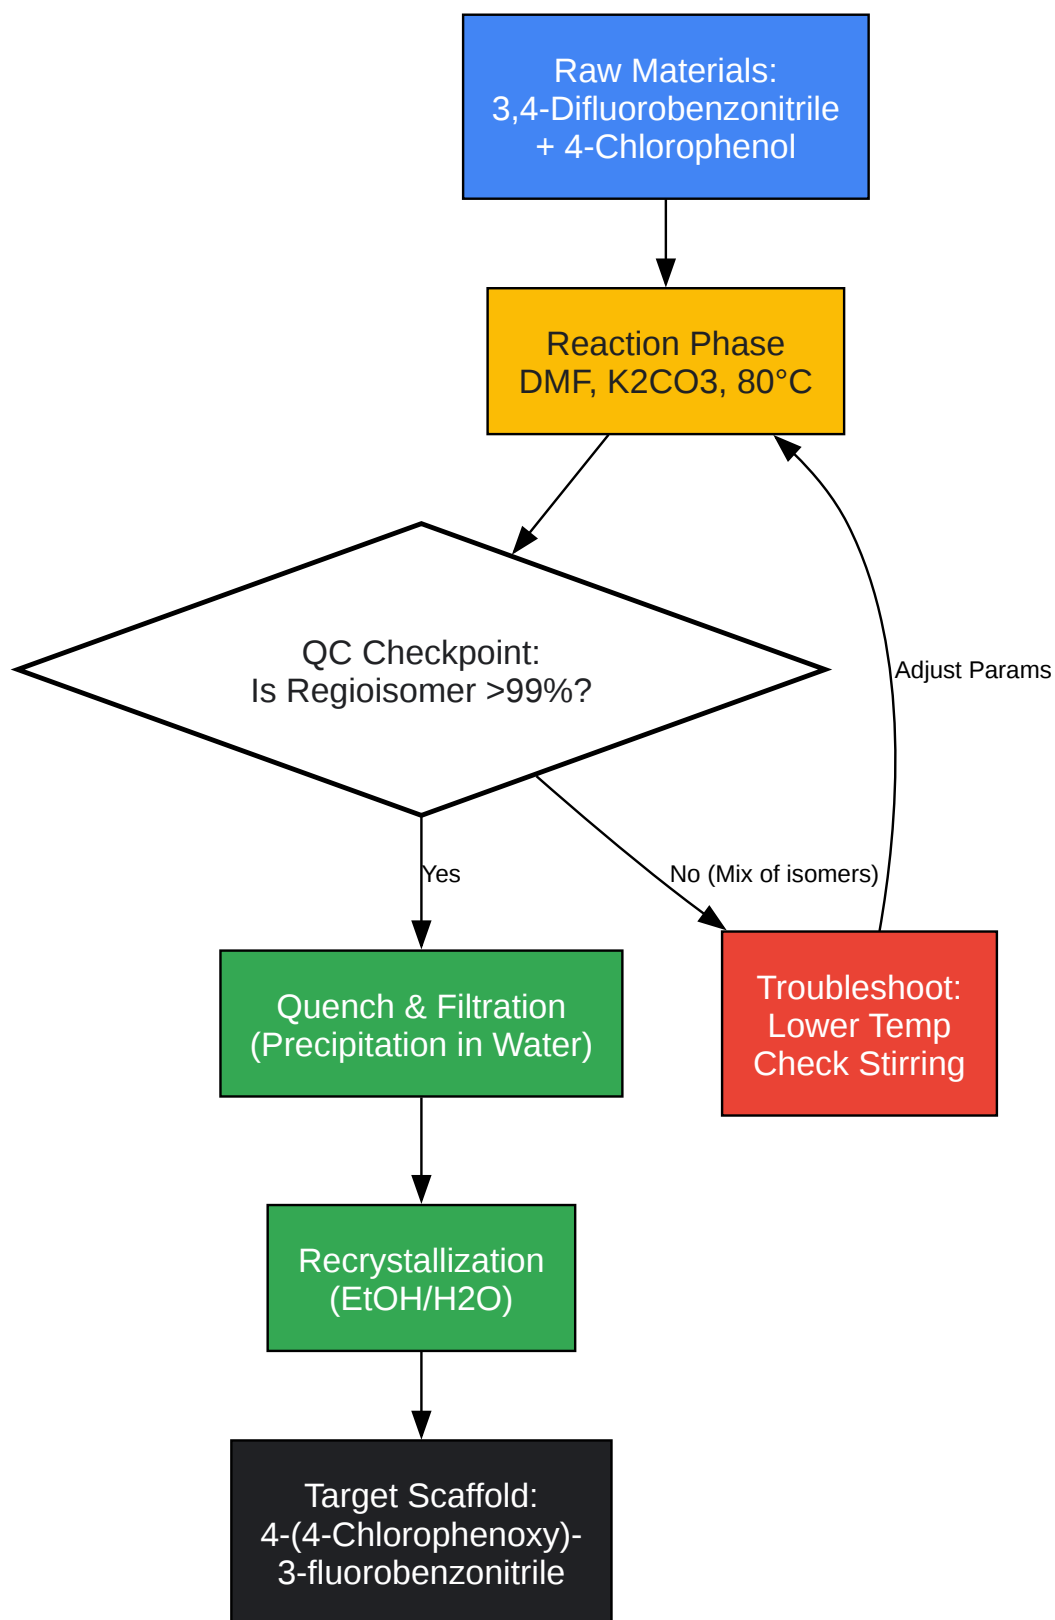 Raw Materials:
3,4-Difluorobenzonitrile
+ 4-Chlorophenol
Reaction Phase
DMF, K2CO3, 80°C
QC Checkpoint:
Is Regioisomer >99%?
Adjust Params
Yes
No (Mix of isomers)
Quench & Filtration
(Precipitation in Water)
Troubleshoot:
Lower Temp
Check Stirring
Recrystallization
(EtOH/H2O)
Target Scaffold:
4-(4-Chlorophenoxy)-
3-fluorobenzonitrile